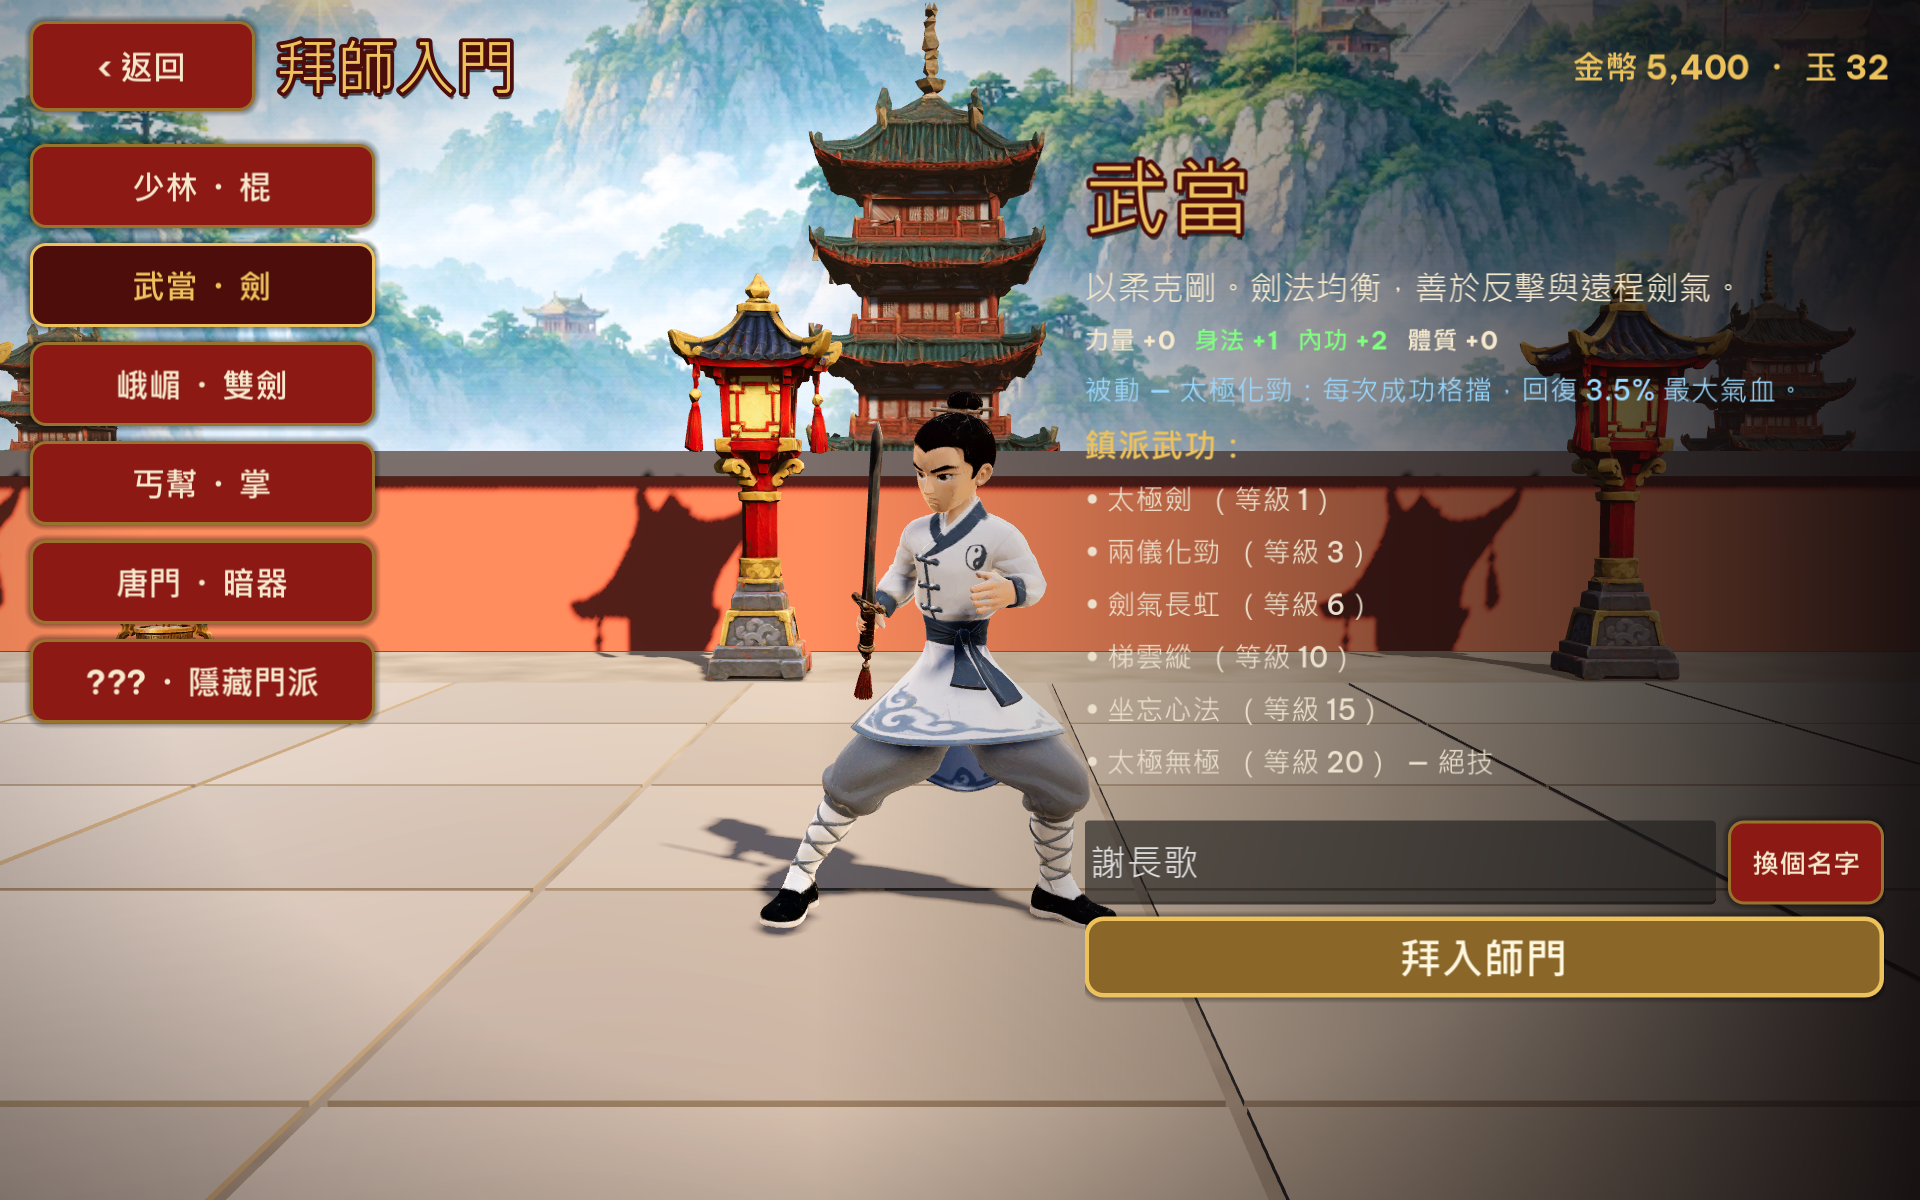 ‹ 返回
拜師入門
金幣 5,400 · 玉 32
少林 · 棍
武當 · 劍
峨嵋 · 雙劍
丐幫 · 掌
唐門 · 暗器
??? · 隱藏門派
武當
以柔克剛。劍法均衡，善於反擊與遠程劍氣。
力量 +0 身法 +1 內功 +2 體質 +0
被動 — 太極化勁：每次成功格擋，回復 3.5% 最大氣血。
鎮派武功：
• 太極劍 （等級 1）
• 兩儀化勁 （等級 3）
• 劍氣長虹 （等級 6）
• 梯雲縱 （等級 10）
• 坐忘心法 （等級 15）
• 太極無極 （等級 20） — 絕技
謝長歌
換個名字
拜入師門